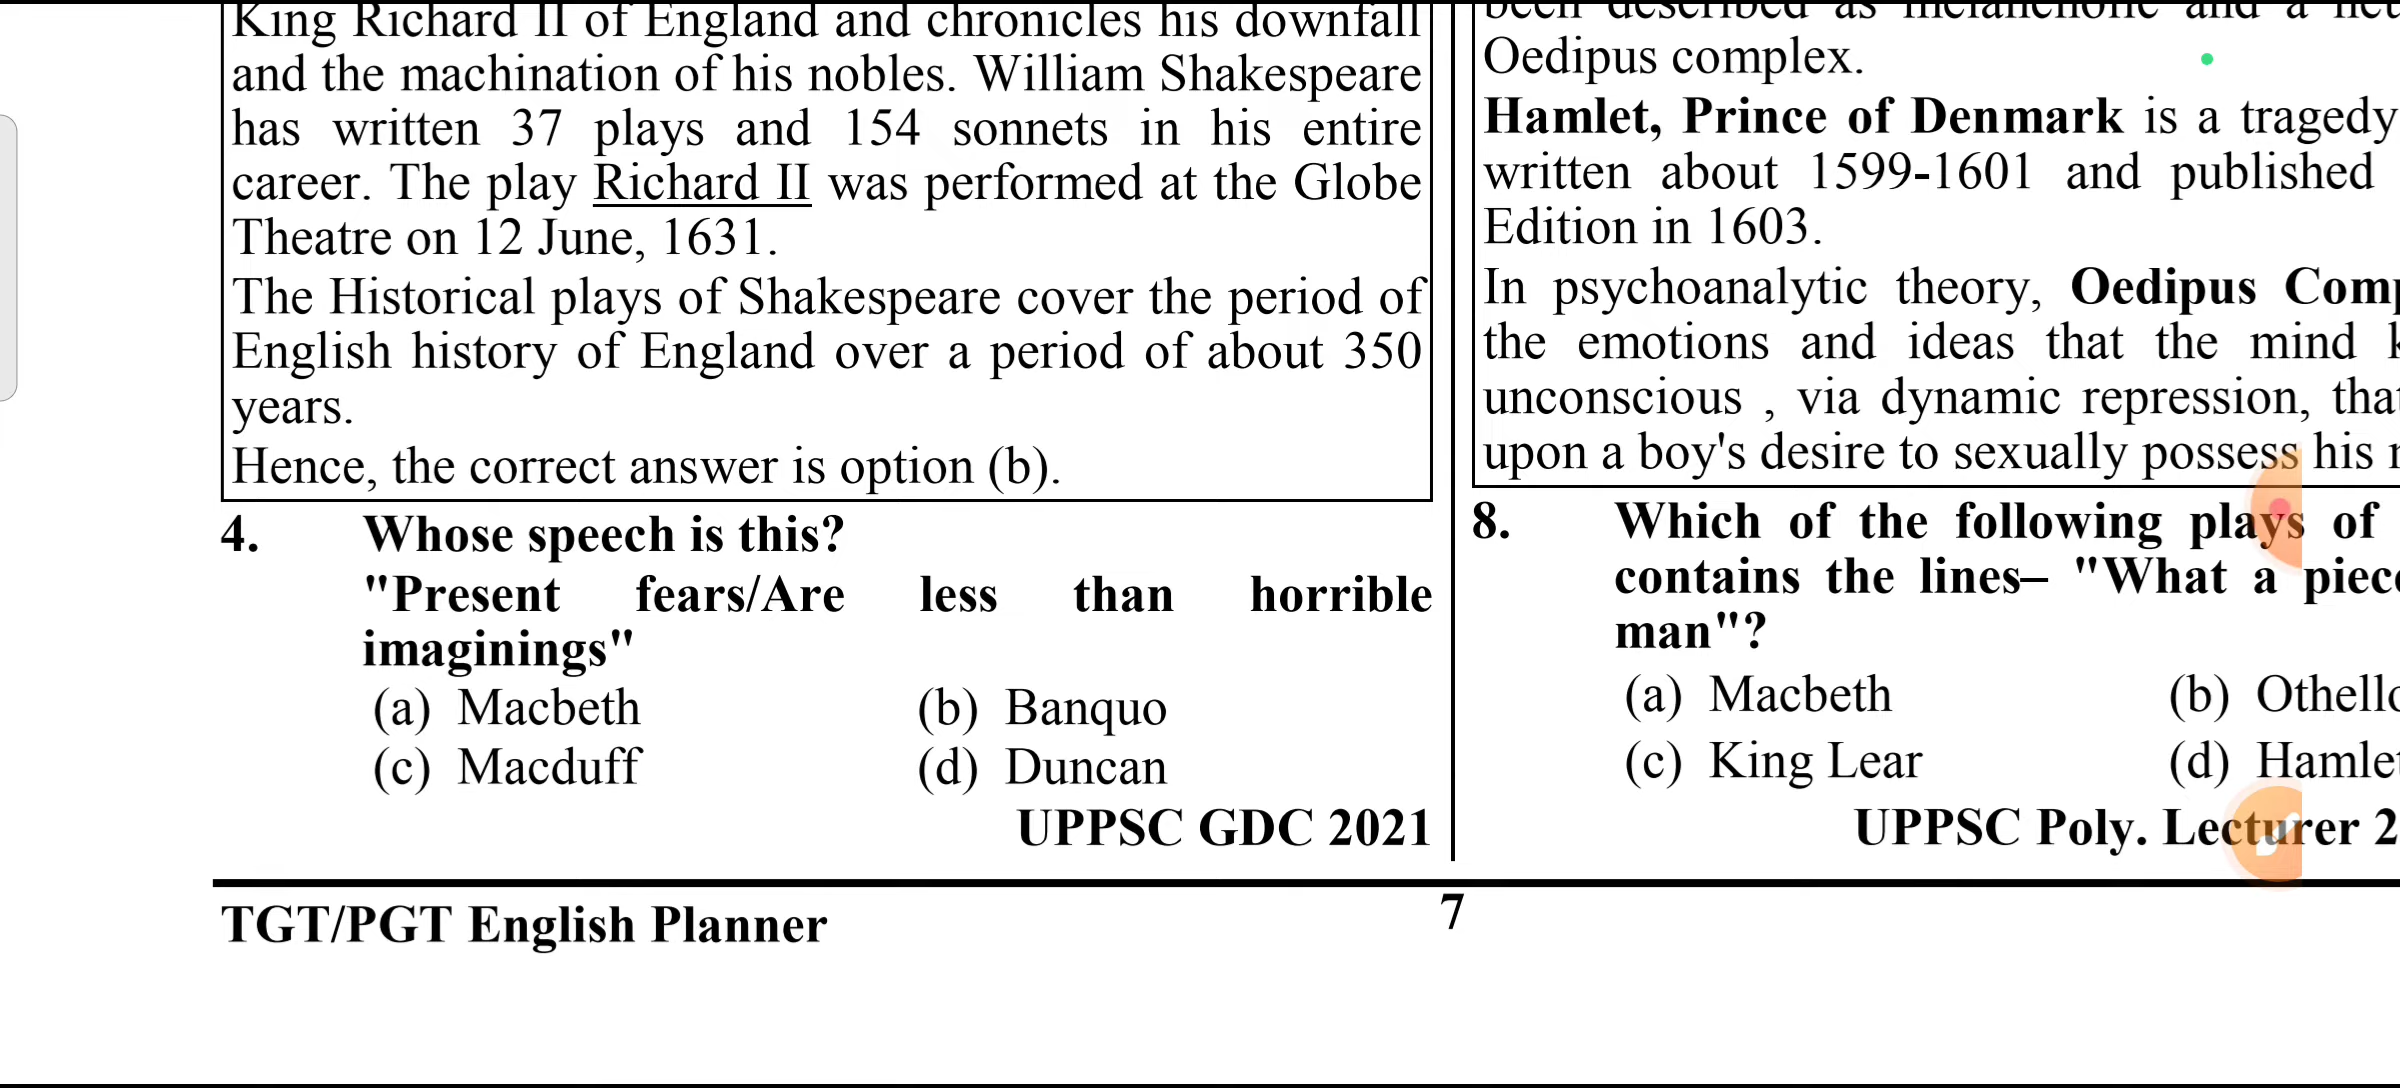 King Richard II of England and chronicles his downfall
and the machination of his nobles. William Shakespeare
has written 37 plays and 154 sonnets in his entire
career. The play Richard II was performed at the Globe
Theatre on 12 June, 1631.
The Historical plays of Shakespeare cover the period of
English history of England over a period of about 350
years.
Hence, the correct answer is option (b).
4. Whose speech is this?
"Present fears/Are less than horrible
imaginings"
(a) Macbeth (b) Banquo
(c) Macduff (d) Duncan
UPPSC GDC 2021
been described as melancholic and a
Oedipus complex.
Hamlet, Prince of Denmark is a tragedy
written about 1599-1601 and published
Edition in 1603.
In psychoanalytic theory, Oedipus
the emotions and ideas that the mind
unconscious , via dynamic repression,
upon a boy's desire to sexually possess his
8. Which of the following plays of
contains the lines– "What a
man"?
(a) Macbeth (b)
(c) King Lear (d)
UPPSC Poly. Lecturer 2
TGT/PGT English Planner
7